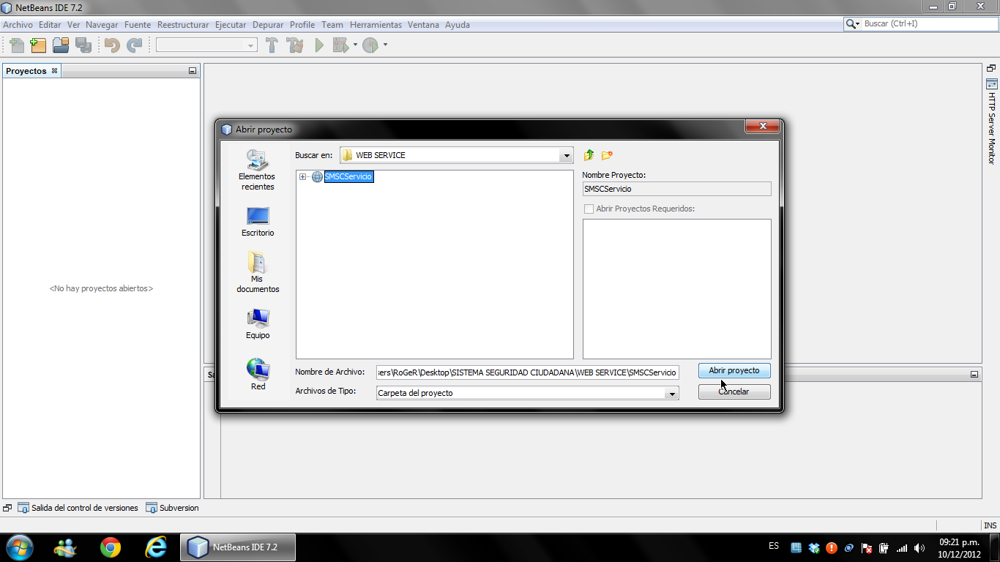 NetBeans IDE 7.2
Archivo Editar Ver Navegar Fuente Reestructurar Ejecutar Depurar Profile Team Herramientas Ventana Ayuda
Buscar (Ctrl+I)
Proyectos
HTTP Server Monitor
<No hay proyectos abiertos>
Abrir proyecto
Buscar en: WEB SERVICE
Elementos recientes
Escritorio
Mis documentos
Equipo
Red
SMSCServicio
Nombre Proyecto:
SMSCServicio
Abrir Proyectos Requeridos:
Nombre de Archivo: sers\RoGeR\Desktop\SISTEMA SEGURIDAD CIUDADANA\WEB SERVICE\SMSCServicio
Abrir proyecto
Archivos de Tipo: Carpeta del proyecto
Cancelar
Sa
Salida del control de versiones Subversion
INS
NetBeans IDE 7.2
ES
09:21 p.m.
10/12/2012